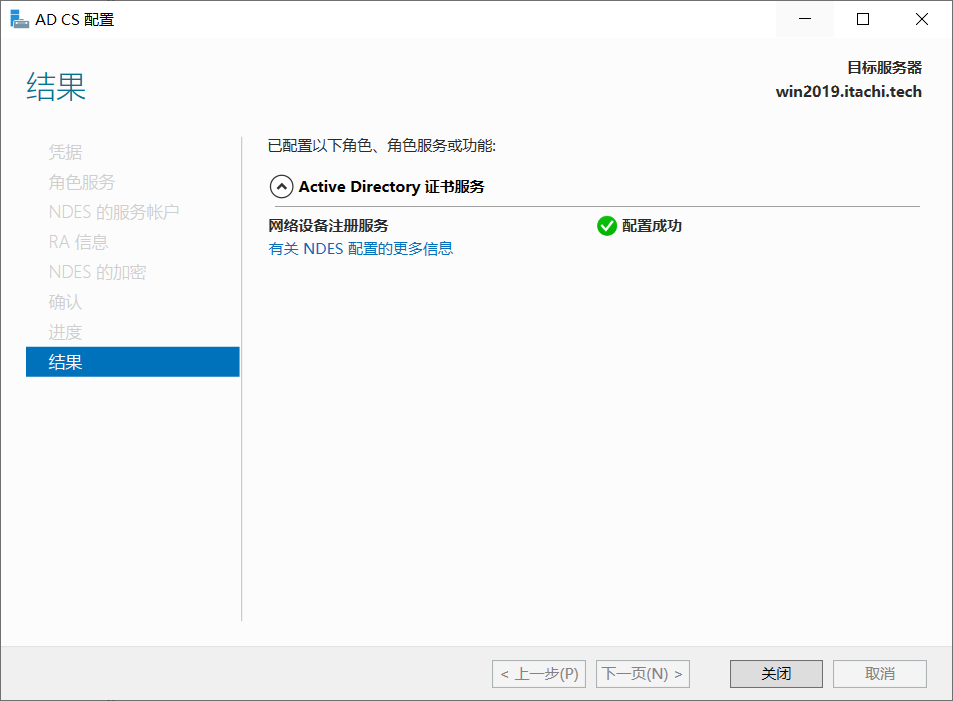 AD CS 配置
结果
目标服务器
win2019.itachi.tech
凭据
角色服务
NDES 的服务帐户
RA 信息
NDES 的加密
确认
进度
结果
已配置以下角色、角色服务或功能:
Active Directory 证书服务
网络设备注册服务 配置成功
有关 NDES 配置的更多信息
< 上一步(P) 下一页(N) > 关闭 取消